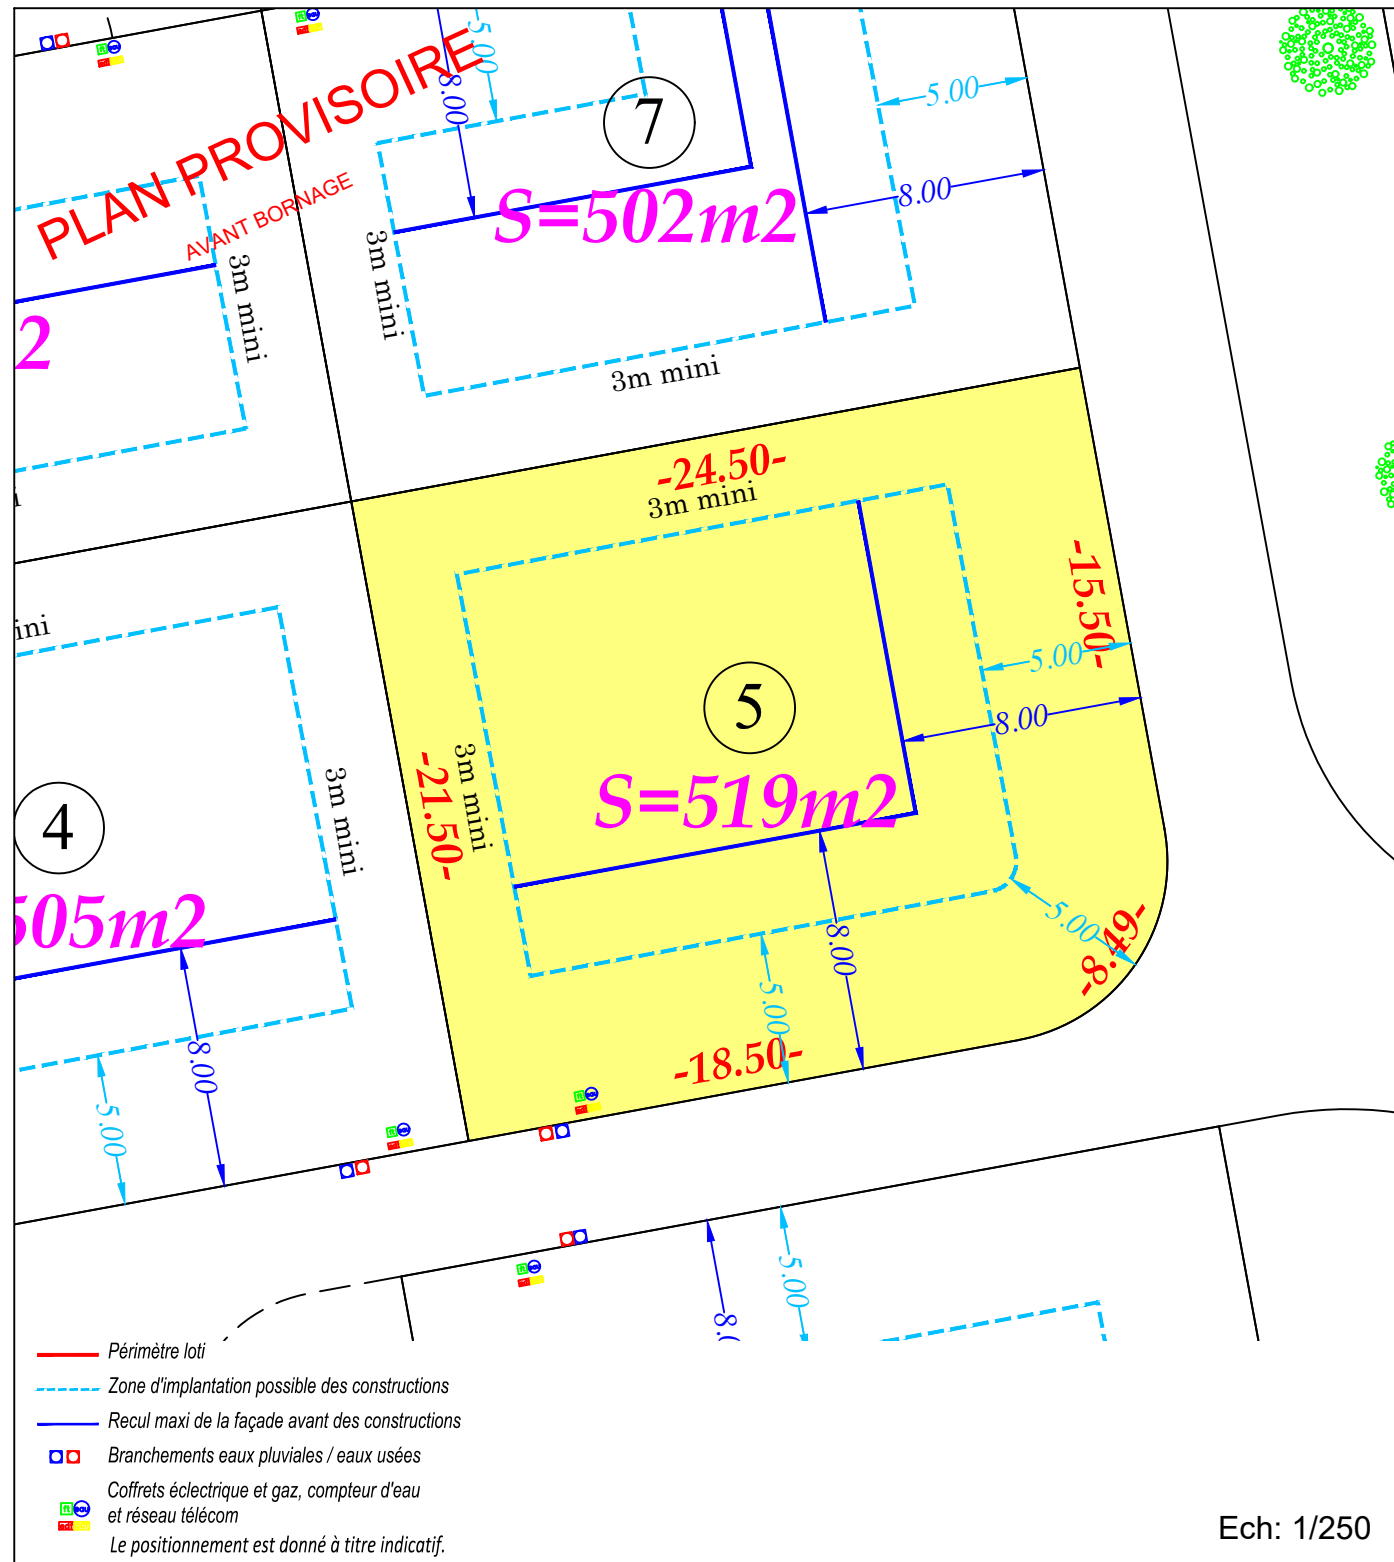 PLAN PROVISOIRE
AVANT BORNAGE
5.00
8.00
7
S=502m2
5.00
8.00
3m mini
3m mini
3m mini
2
-24.50-
3m mini
-15.50-
5.00
8.00
5
S=519m2
-21.50-
3m mini
ini
3m mini
4
505m2
8.00
5.00
8.00
5.00
5.00
-8.49-
-18.50-
5.00
Périmètre loti
Zone d'implantation possible des constructions
Recul maxi de la façade avant des constructions
Branchements eaux pluviales / eaux usées
Coffrets éclectrique et gaz, compteur d'eau
et réseau télécom
Le positionnement est donné à titre indicatif.
Ech: 1/250